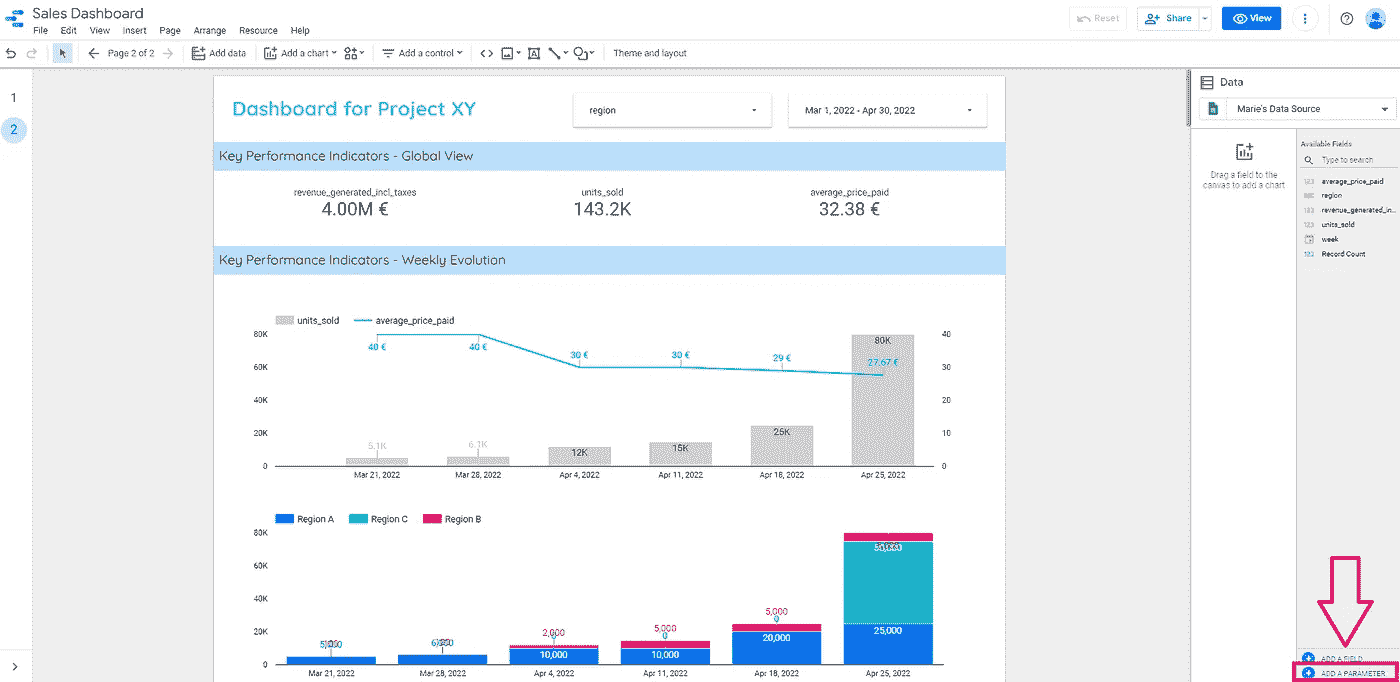 Sales Dashboard
File Edit View Insert Page Arrange Resource Help
Reset Share View
Page 2 of 2 Add data Add a chart Add a control Theme and layout
1
2
Dashboard for Project XY
region
Mar 1, 2022 - Apr 30, 2022
Key Performance Indicators - Global View
revenue_generated_incl_taxes units_sold average_price_paid
4.00M € 143.2K 32.38 €
Key Performance Indicators - Weekly Evolution
units_sold average_price_paid
80K 40
60K 30
40K 20
20K 10
0 0
40 € 40 € 30 € 30 € 29 € 27.67 €
5.1K 6.1K 12K 15K 25K 80K
Mar 21, 2022 Mar 28, 2022 Apr 4, 2022 Apr 11, 2022 Apr 18, 2022 Apr 25, 2022
Region A Region C Region B
80K
60K
40K
20K
0
2,000 5,000 5,000
0 0
10,000 10,000 20,000 25,000
Mar 21, 2022 Mar 28, 2022 Apr 4, 2022 Apr 11, 2022 Apr 18, 2022 Apr 25, 2022
Data
Marie's Data Source
Drag a field to the
canvas to add a chart
Available Fields
Type to search
123 average_price_paid
region
123 revenue_generated_in...
123 units_sold
week
123 Record Count
ADD A FIELD
ADD A PARAMETER